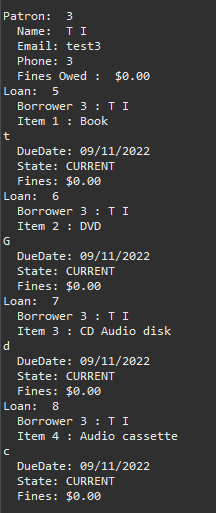 Patron:  3
  Name:  T I
  Email: test3
  Phone: 3
  Fines Owed :  $0.00
Loan:  5
  Borrower 3 : T I
  Item 1 : Book
t
  DueDate: 09/11/2022
  State: CURRENT
  Fines: $0.00
Loan:  6
  Borrower 3 : T I
  Item 2 : DVD
G
  DueDate: 09/11/2022
  State: CURRENT
  Fines: $0.00
Loan:  7
  Borrower 3 : T I
  Item 3 : CD Audio disk
d
  DueDate: 09/11/2022
  State: CURRENT
  Fines: $0.00
Loan:  8
  Borrower 3 : T I
  Item 4 : Audio cassette
c
  DueDate: 09/11/2022
  State: CURRENT
  Fines: $0.00